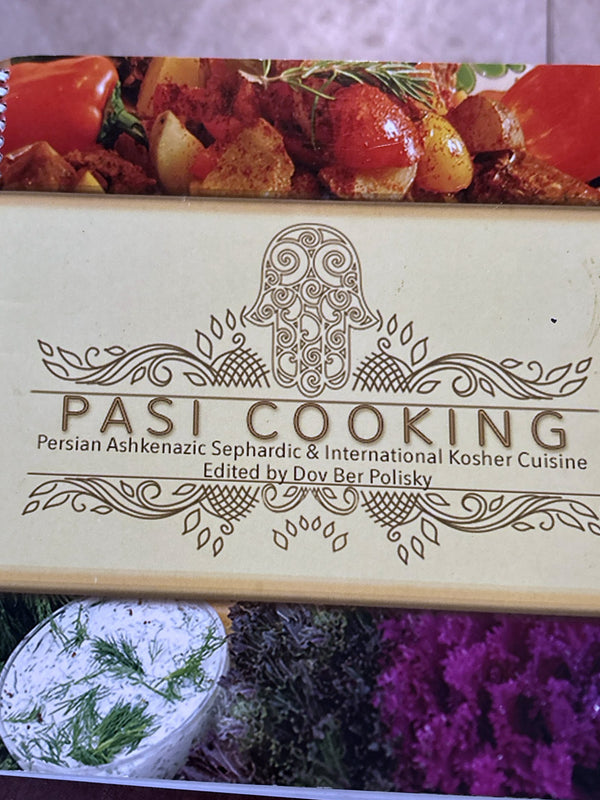 PASI COOKING
Persian Ashkenazic Sephardic & International Kosher Cuisine
Edited by Dov Ber Polisky